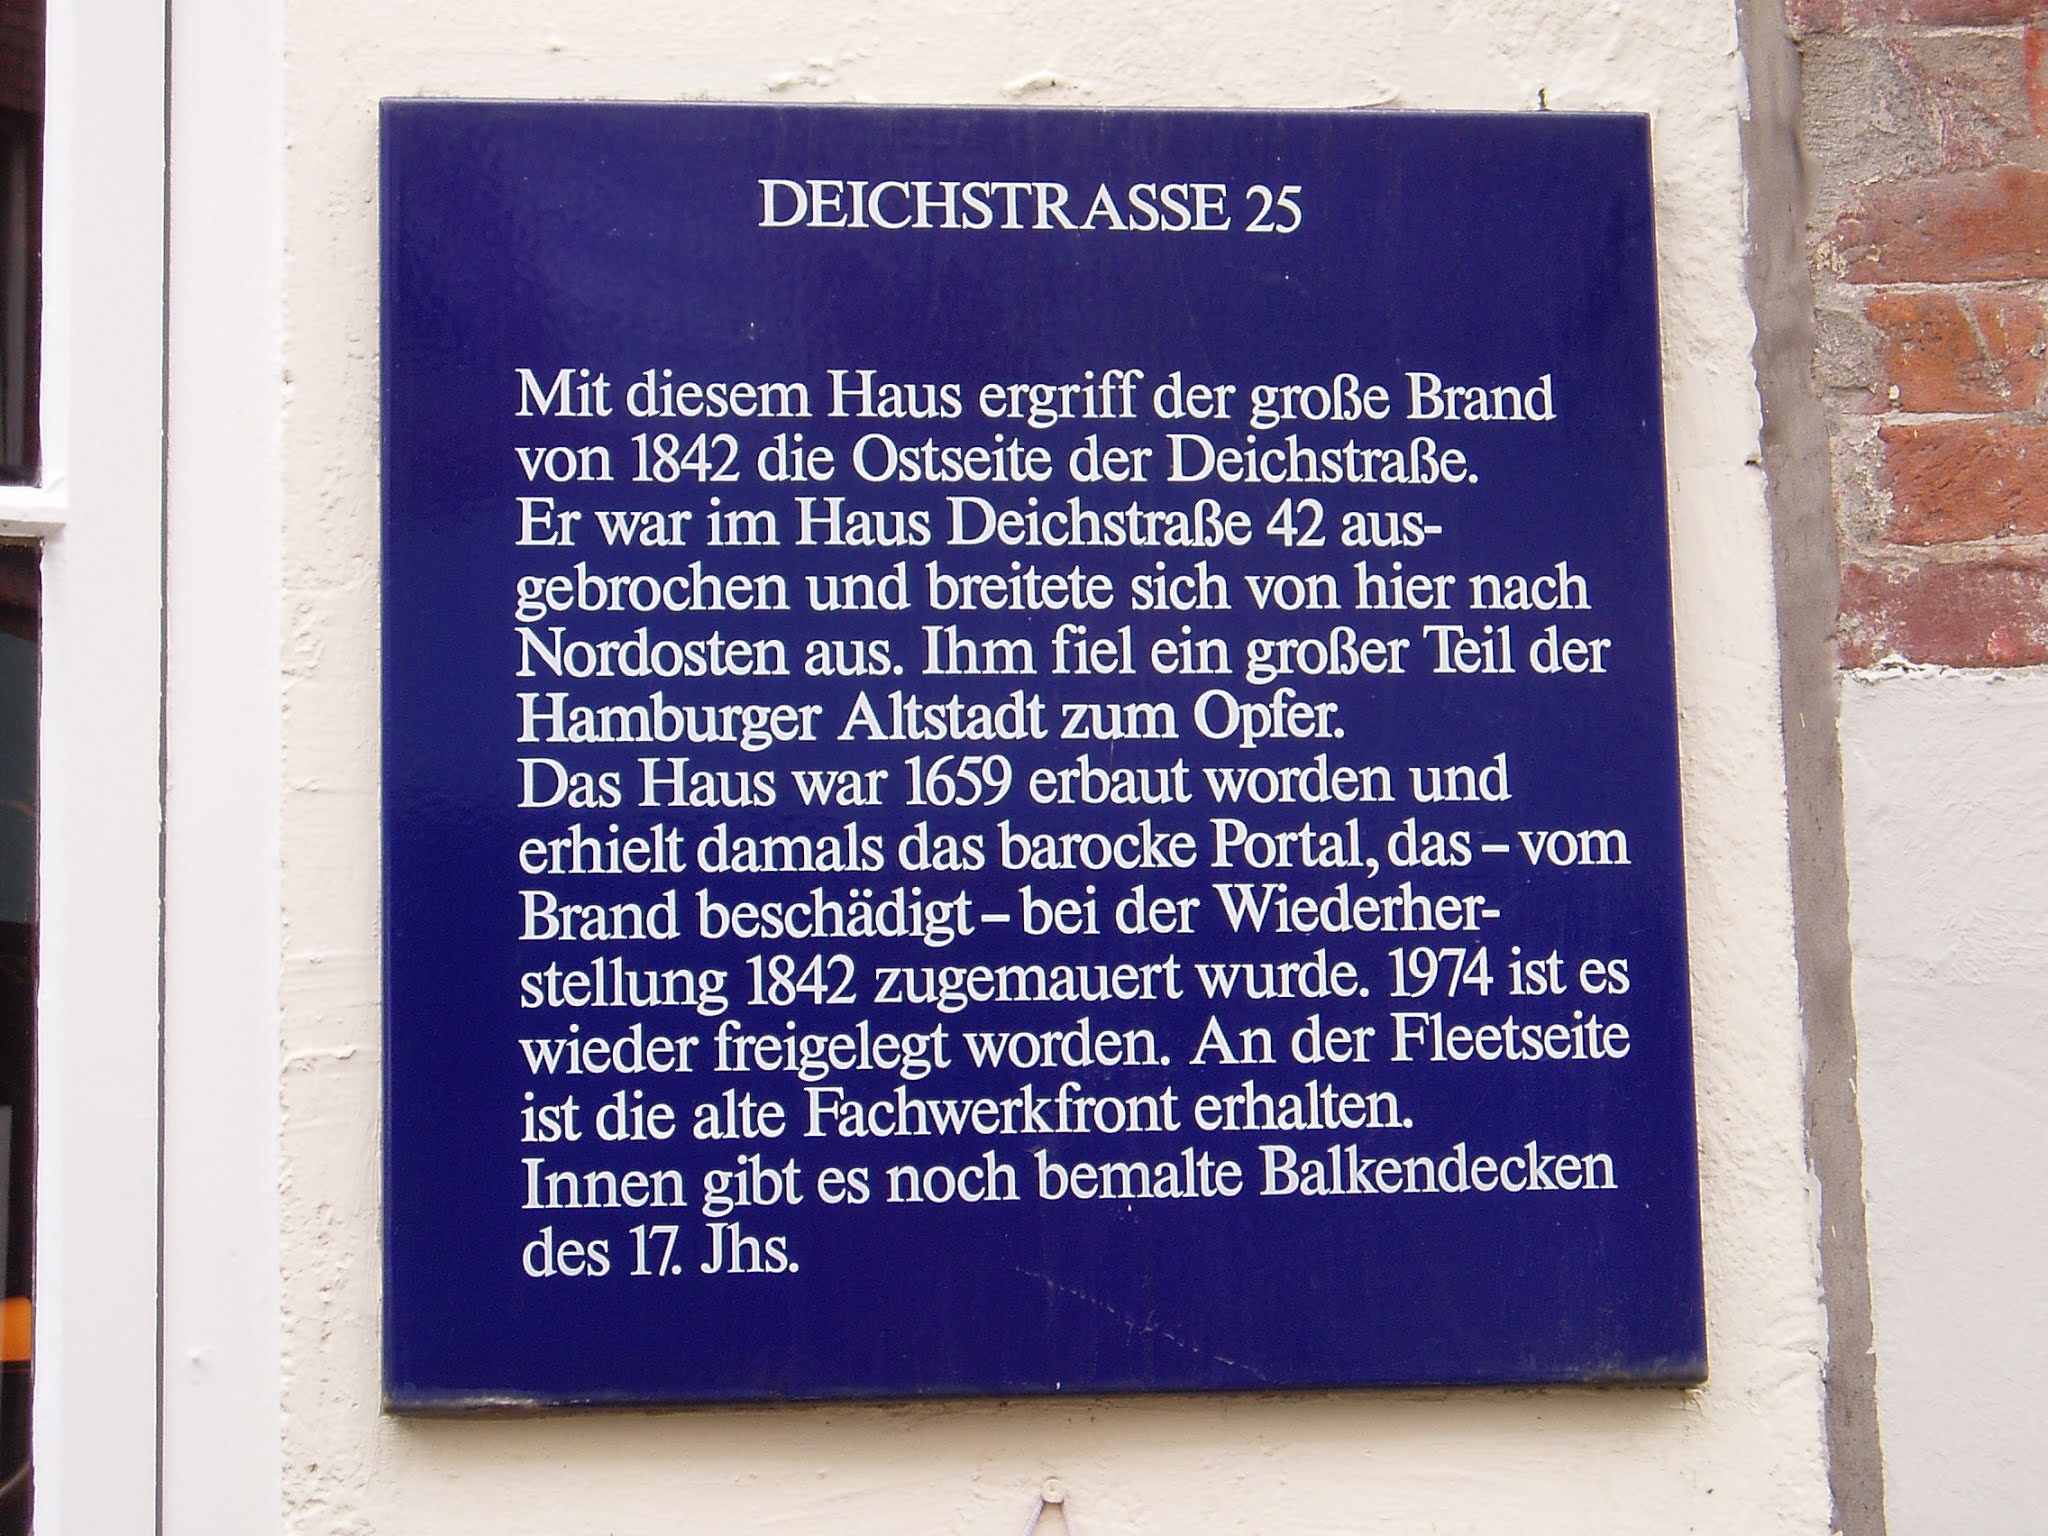 DEICHSTRASSE 25
Mit diesem Haus ergriff der große Brand
von 1842 die Ostseite der Deichstraße.
Er war im Haus Deichstraße 42 aus-
gebrochen und breitete sich von hier nach
Nordosten aus. Ihm fiel ein großer Teil der
Hamburger Altstadt zum Opfer.
Das Haus war 1659 erbaut worden und
erhielt damals das barocke Portal, das – vom
Brand beschädigt – bei der Wiederher-
stellung 1842 zugemauert wurde. 1974 ist es
wieder freigelegt worden. An der Fleetseite
ist die alte Fachwerkfront erhalten.
Innen gibt es noch bemalte Balkendecken
des 17. Jhs.